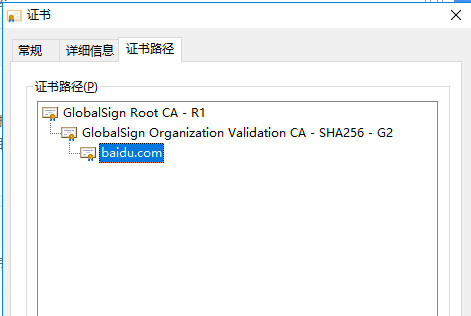 证书
常规 详细信息 证书路径
证书路径(P)
GlobalSign Root CA - R1
GlobalSign Organization Validation CA - SHA256 - G2
baidu.com